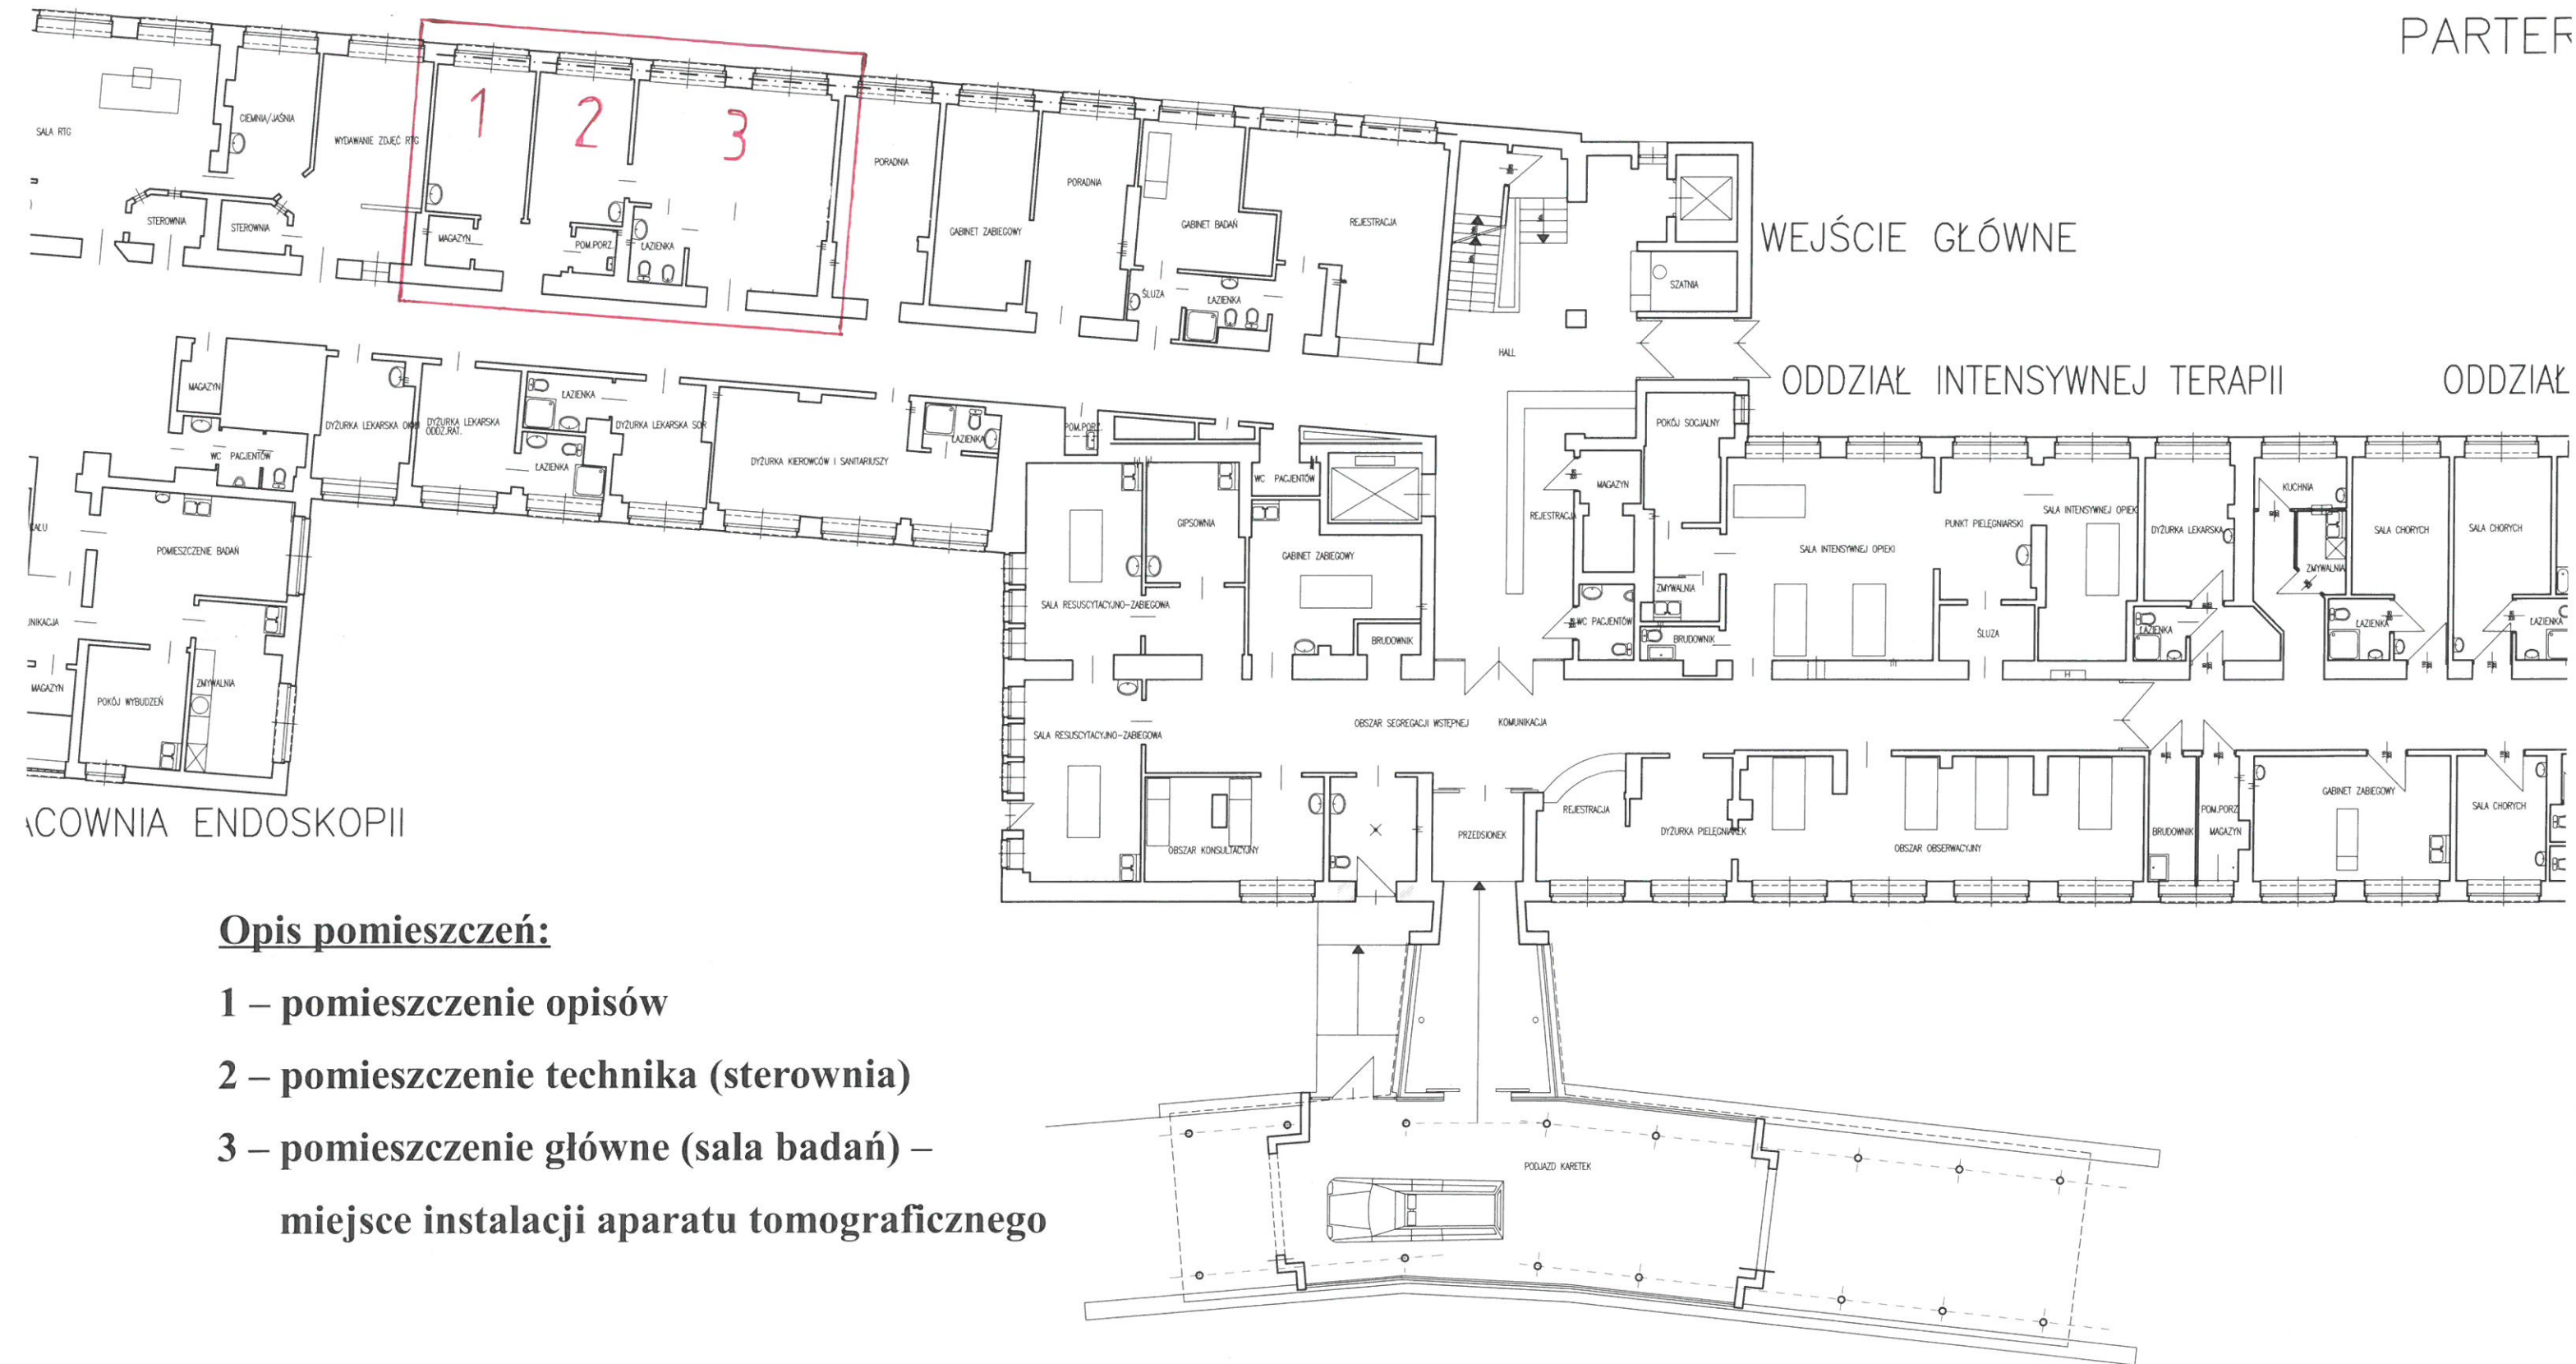 PARTER
SALA RTG
CIEMNIA/JAŚNIA
WYDAWANIE ZDJĘĆ RTG
1
2
3
PORADNIA
PORADNIA
GABINET ZABIEGOWY
GABINET BADAŃ
REJESTRACJA
STEROWNIA
STEROWNIA
MAGAZYN
POM.PORZ.
ŁAZIENKA
ŚLUZA
ŁAZIENKA
WEJŚCIE GŁÓWNE
SZATNIA
HALL
ODDZIAŁ INTENSYWNEJ TERAPII
ODDZIAŁ
MAGAZYN
WC PACJENTÓW
DYŻURKA LEKARSKA
DYŻURKA LEKARSKA
ODDZ.RAT.
ŁAZIENKA
ŁAZIENKA
DYŻURKA LEKARSKA SOR
DYŻURKA KIEROWCÓW I SANITARIUSZY
ŁAZIENKA
POM.PORZ.
WC PACJENTÓW
GIPSOWNIA
GABINET ZABIEGOWY
SALA RESUSCYTACYJNO-ZABIEGOWA
BRUDOWNIK
REJESTRACJA
MAGAZYN
POKÓJ SOCJALNY
ZMYWALNIA
WC PACJENTÓW
BRUDOWNIK
SALA INTENSYWNEJ OPIEKI
PUNKT PIELĘGNIARSKI
SALA INTENSYWNEJ OPIEKI
ŚLUZA
DYŻURKA LEKARSKA
ŁAZIENKA
KUCHNIA
ZMYWALNIA
SALA CHORYCH
SALA CHORYCH
ŁAZIENKA
ŁAZIENKA
POMIESZCZENIE BADAŃ
MAGAZYN
POKÓJ WYBUDZEŃ
ZMYWALNIA
SALA RESUSCYTACYJNO-ZABIEGOWA
OBSZAR SEGREGACJI WSTĘPNEJ
KOMUNIKACJA
OBSZAR KONSULTACYJNY
PRZEDSIONEK
REJESTRACJA
DYŻURKA PIELĘGNIAREK
OBSZAR OBSERWACYJNY
BRUDOWNIK
POM.PORZ
MAGAZYN
GABINET ZABIEGOWY
SALA CHORYCH
ACOWNIA ENDOSKOPII
Opis pomieszczeń:
1 – pomieszczenie opisów
2 – pomieszczenie technika (sterownia)
3 – pomieszczenie główne (sala badań) –
miejsce instalacji aparatu tomograficznego
PODJAZD KARETEK